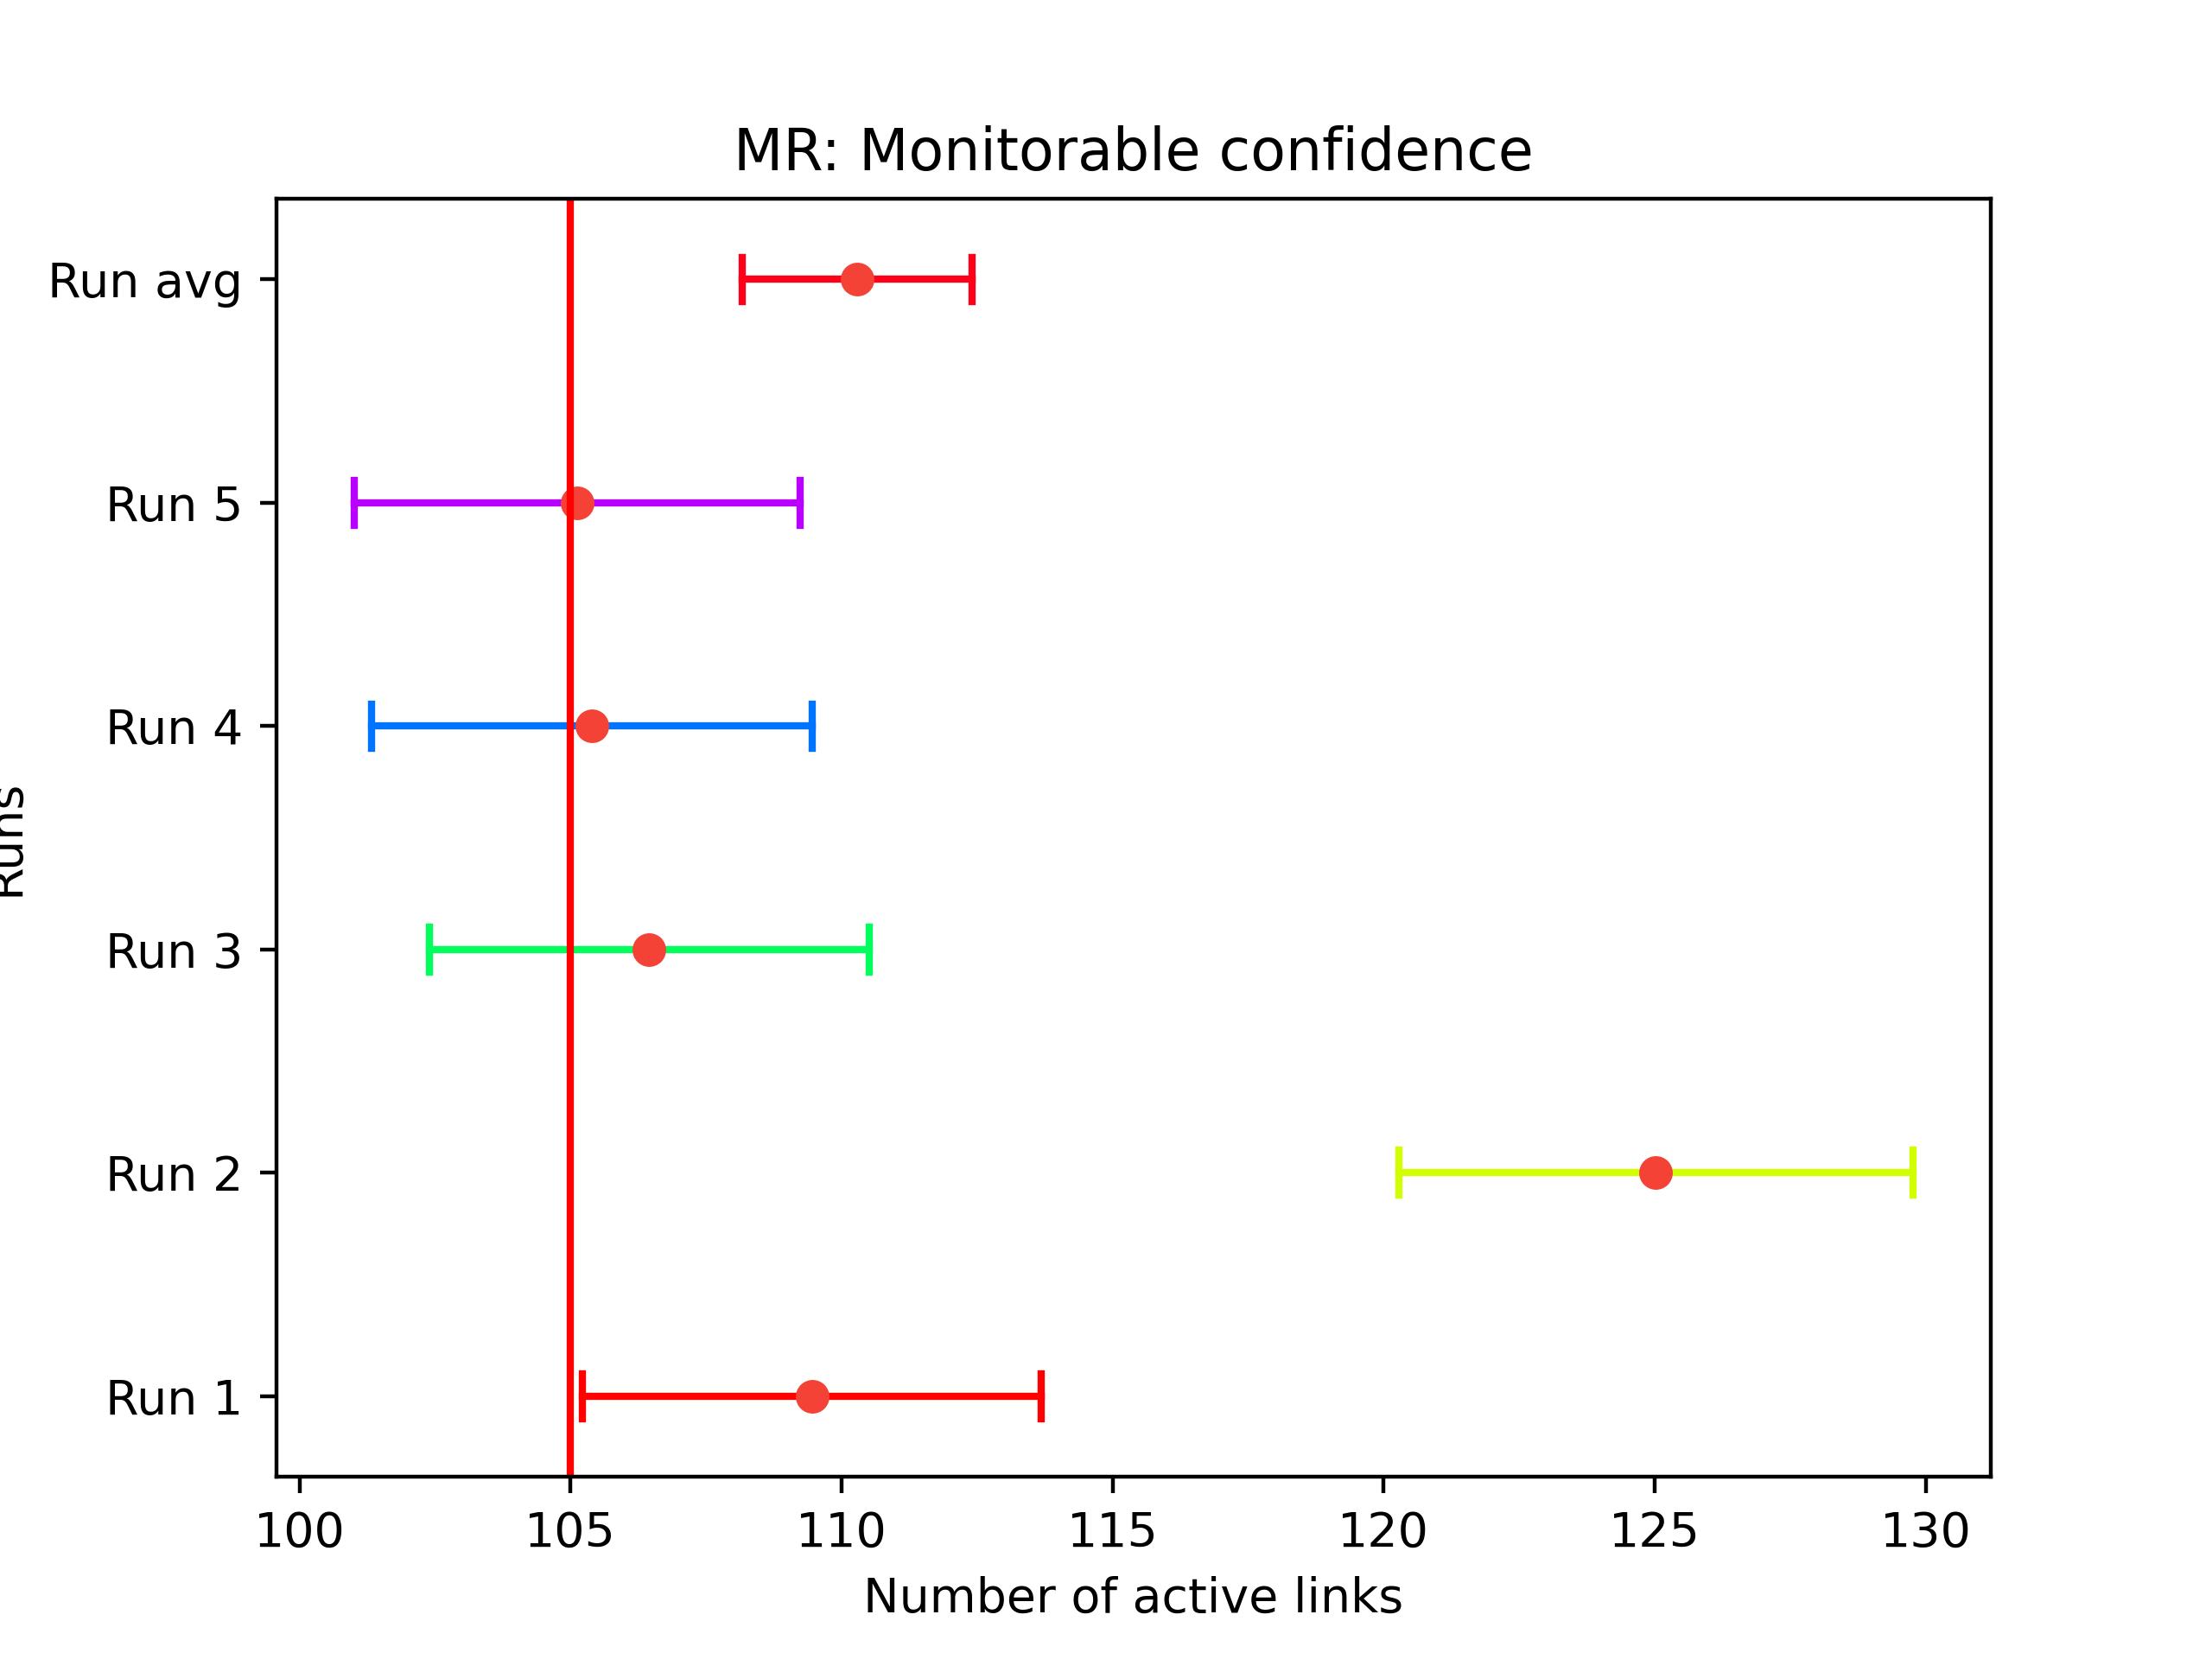 MR: Monitorable confidence
Run avg
Run 5
Run 4
Runs
Run 3
Run 2
Run 1
100 105 110 115 120 125 130
Number of active links